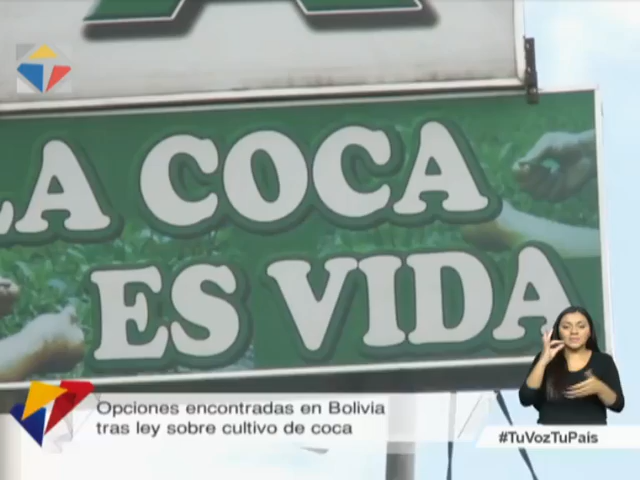 LA COCA
ES VIDA
Opciones encontradas en Bolivia
tras ley sobre cultivo de coca
#TuVozTuPaís